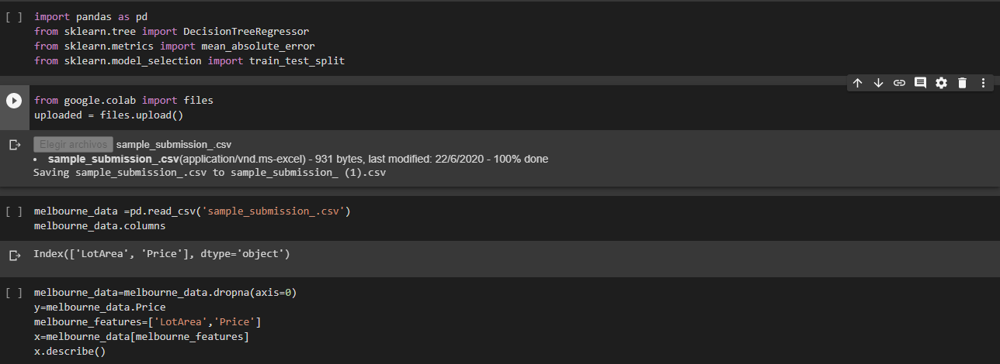 [ ] import pandas as pd
from sklearn.tree import DecisionTreeRegressor
from sklearn.metrics import mean_absolute_error
from sklearn.model_selection import train_test_split
from google.colab import files
uploaded = files.upload()
Elegir archivos sample_submission_.csv
• sample_submission_.csv(application/vnd.ms-excel) - 931 bytes, last modified: 22/6/2020 - 100% done
Saving sample_submission_.csv to sample_submission_ (1).csv
[ ] melbourne_data =pd.read_csv('sample_submission_.csv')
melbourne_data.columns
Index(['LotArea', 'Price'], dtype='object')
[ ] melbourne_data=melbourne_data.dropna(axis=0)
y=melbourne_data.Price
melbourne_features=['LotArea','Price']
x=melbourne_data[melbourne_features]
x.describe()